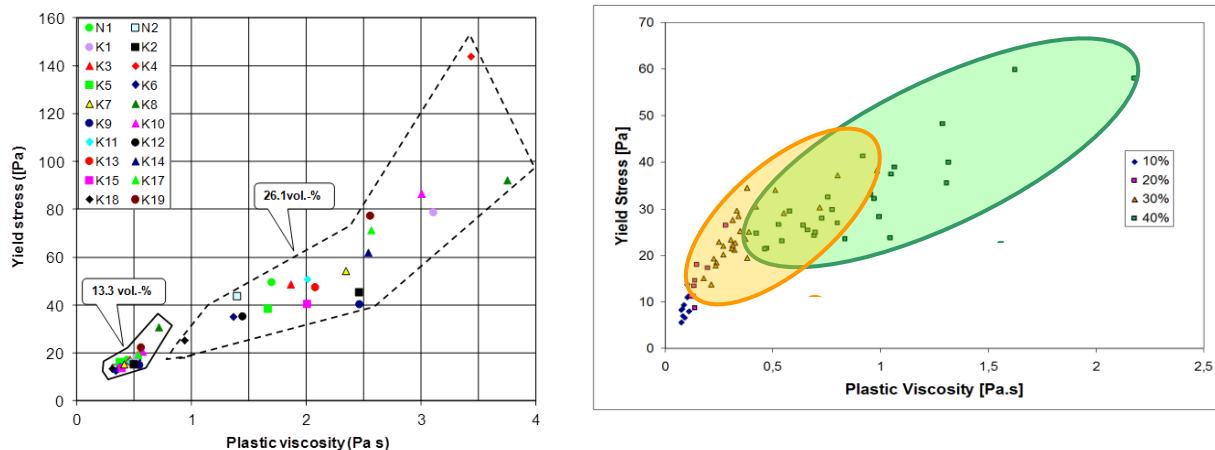 Yield stress ([Pa)
160
140
120
100
80
60
40
20
0
N1 N2
K1 K2
K3 K4
K5 K6
K7 K8
K9 K10
K11 K12
K13 K14
K15 K17
K18 K19
26.1vol.-%
13.3 vol.-%
0 1 2 3 4
Plastic viscosity (Pa s)
Yield Stress [Pa]
70
60
50
40
30
20
10
0
10%
20%
30%
40%
0 0,5 1 1,5 2 2,5
Plastic Viscosity [Pa.s]